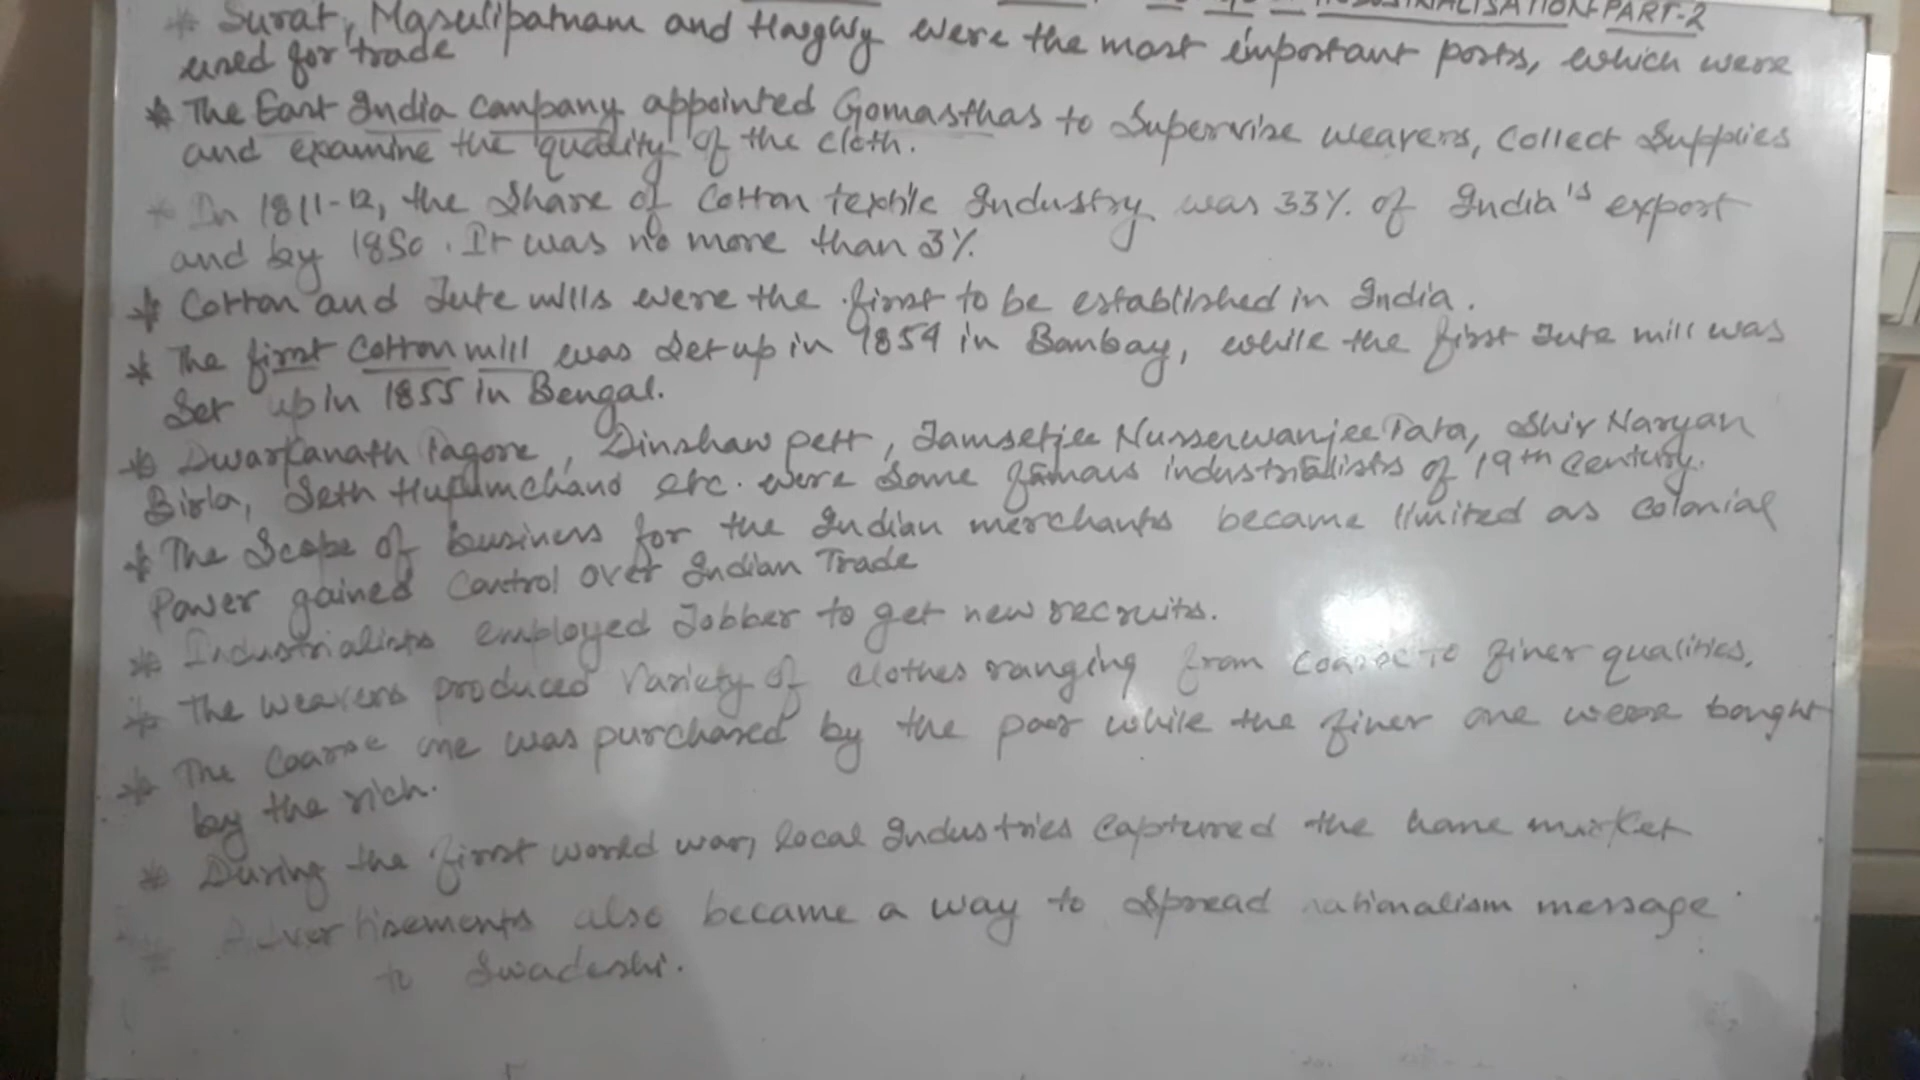 INDUSTRIALISATION-PART-2
* Surat, Masulipatnam and Hoogly were the most important ports, which were
used for trade
* The East India company appointed Gomasthas to Supervise weavers, Collect Supplies
and examine the quality of the cloth.
* In 1811-12, the Share of Cotton textile Industry was 33% of India's export
and by 1850. It was no more than 3%.
* Cotton and Jute mills were the first to be established in India.
* The first Cotton mill was Set up in 1854 in Bombay, while the first Jute mill was
Set up in 1855 in Bengal.
* Dwarkanath Tagore, Dinshaw pett, Jamsetjee Nusserwanjee Tata, Shiv Naryan
Birla, Seth Hukumchand etc. were some famous industrialists of 19th Century.
* The Scope of business for the Indian merchants became limited as colonial
Power gained Control over Indian Trade
* Industrialists employed Jobber to get new recruits.
* The weavers produced Variety of clothes ranging from coarse to finer qualities.
* The Coarse one was purchased by the poor while the finer one were bought
by the rich.
* During the first world war, local Industries Captured the home market
* Advertisements also became a way to Spread nationalism message
to Swadeshi.